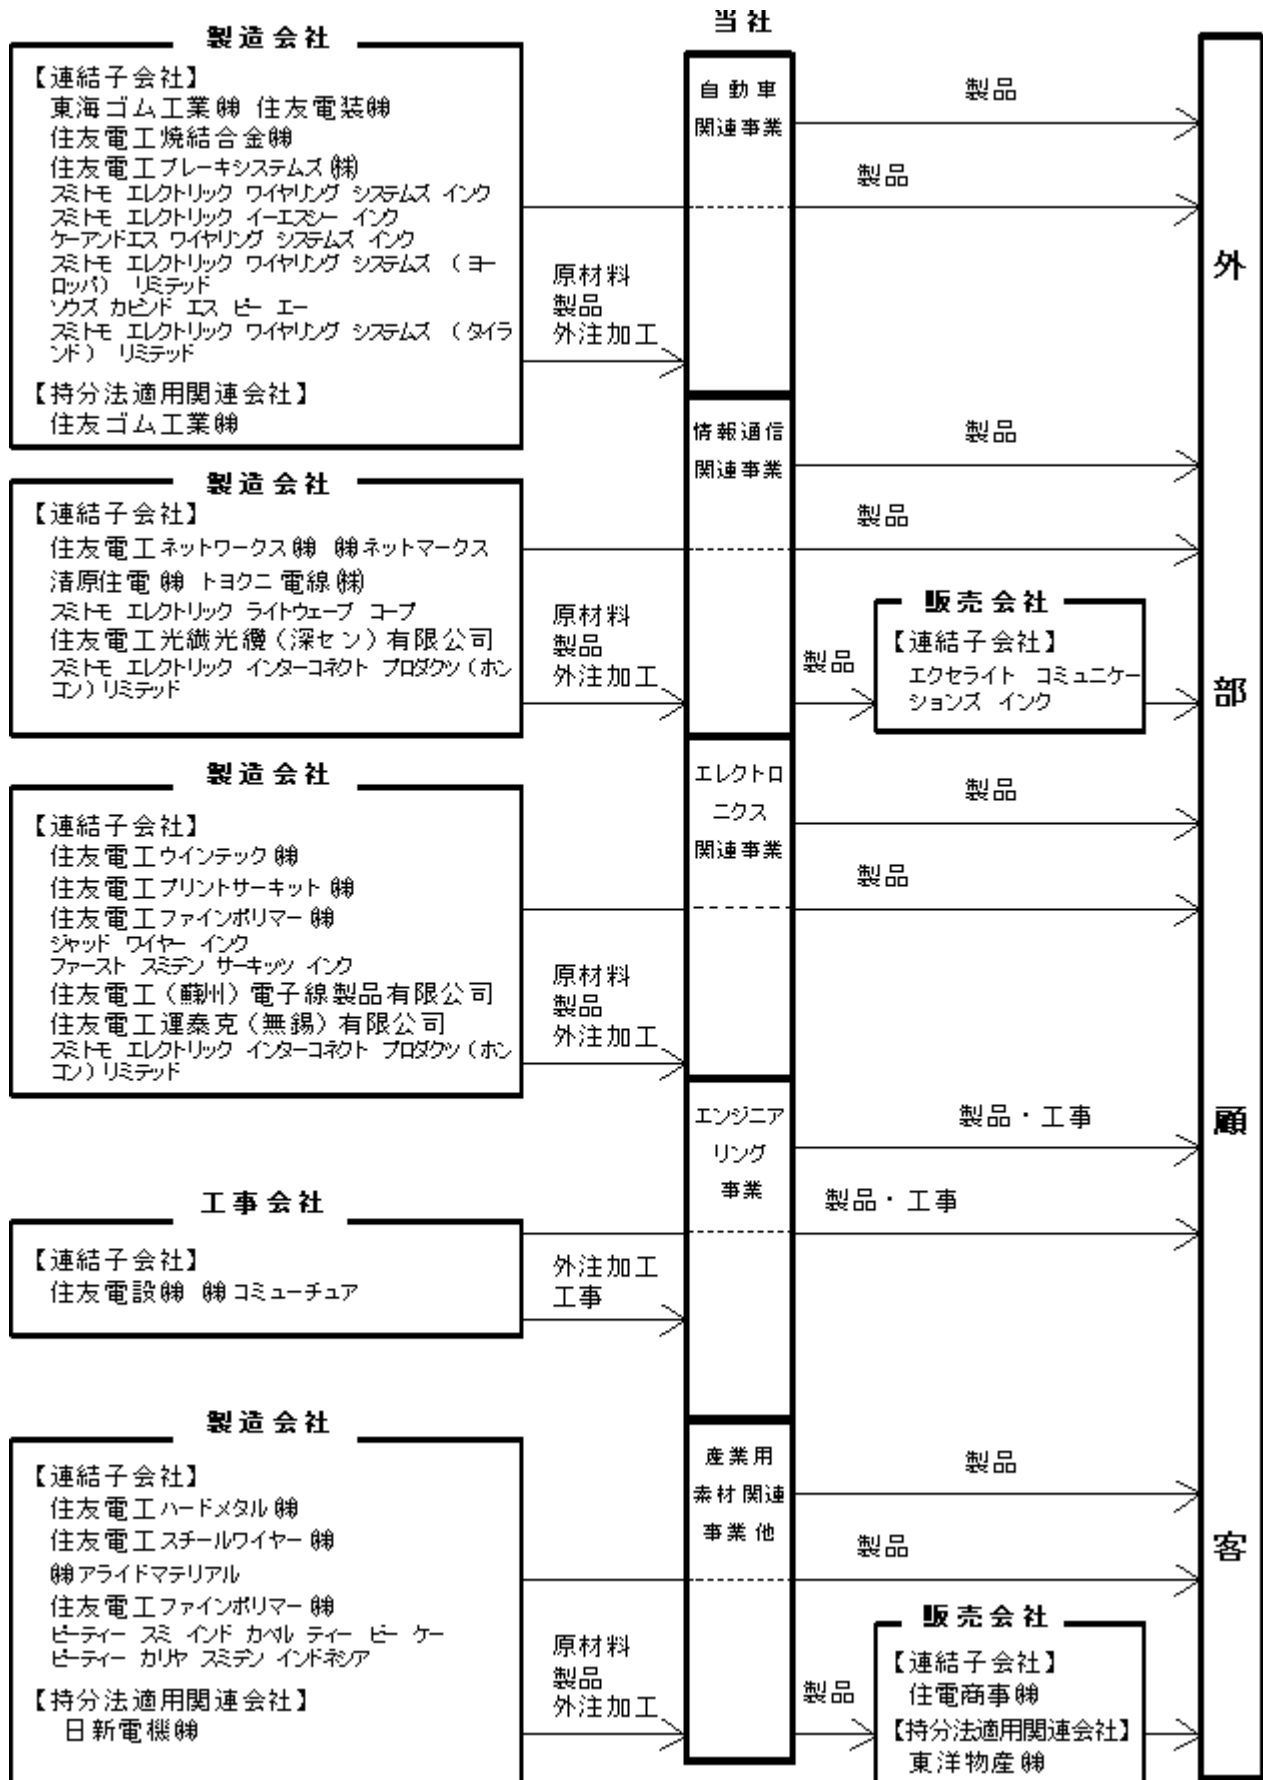 当社
製造会社
【連結子会社】
東海ゴム工業㈱ 住友電装㈱
住友電工焼結合金㈱
住友電工ブレーキシステムズ㈱
スミトモ エレクトリック ワイヤリング システムズ インク
スミトモ エレクトリック イーエスシー インク
ケーアンドエス ワイヤリング システムズ インク
スミトモ エレクトリック ワイヤリング システムズ (ヨー
ロッパ) リミテッド
ソウズ カビンド エス ピー エー
スミトモ エレクトリック ワイヤリング システムズ (タイラ
ンド) リミテッド
【持分法適用関連会社】
住友ゴム工業㈱
原材料
製品
外注加工
自動車
関連事業
製品
製品
製造会社
【連結子会社】
住友電工ネットワークス㈱ ㈱ネットマークス
清原住電㈱ トヨクニ電線㈱
スミトモ エレクトリック ライトウェーブ コープ
住友電工光繊光纜(深セン)有限公司
スミトモ エレクトリック インターコネクト プロダクツ(ホン
コン)リミテッド
原材料
製品
外注加工
情報通信
関連事業
製品
製品
製品
販売会社
【連結子会社】
エクセライト コミュニケー
ションズ インク
製造会社
【連結子会社】
住友電工ウインテック㈱
住友電工プリントサーキット㈱
住友電工ファインポリマー㈱
ジャッド ワイヤー インク
ファースト スミデン サーキッツ インク
住友電工(蘇州)電子線製品有限公司
住友電工運泰克(無錫)有限公司
スミトモ エレクトリック インターコネクト プロダクツ(ホン
コン)リミテッド
原材料
製品
外注加工
エレクトロ
ニクス
関連事業
製品
製品
工事会社
【連結子会社】
住友電設㈱ ㈱コミューチュア
外注加工
工事
エンジニア
リング
事業
製品・工事
製品・工事
製造会社
【連結子会社】
住友電工ハードメタル㈱
住友電工スチールワイヤー㈱
㈱アライドマテリアル
住友電工ファインポリマー㈱
ピーティー スミ インド カベル ティー ビー ケー
ピーティー カリヤ スミデン インドネシア
【持分法適用関連会社】
日新電機㈱
原材料
製品
外注加工
産業用
素材関連
事業他
製品
製品
製品
販売会社
【連結子会社】
住電商事㈱
【持分法適用関連会社】
東洋物産㈱
外
部
顧
客